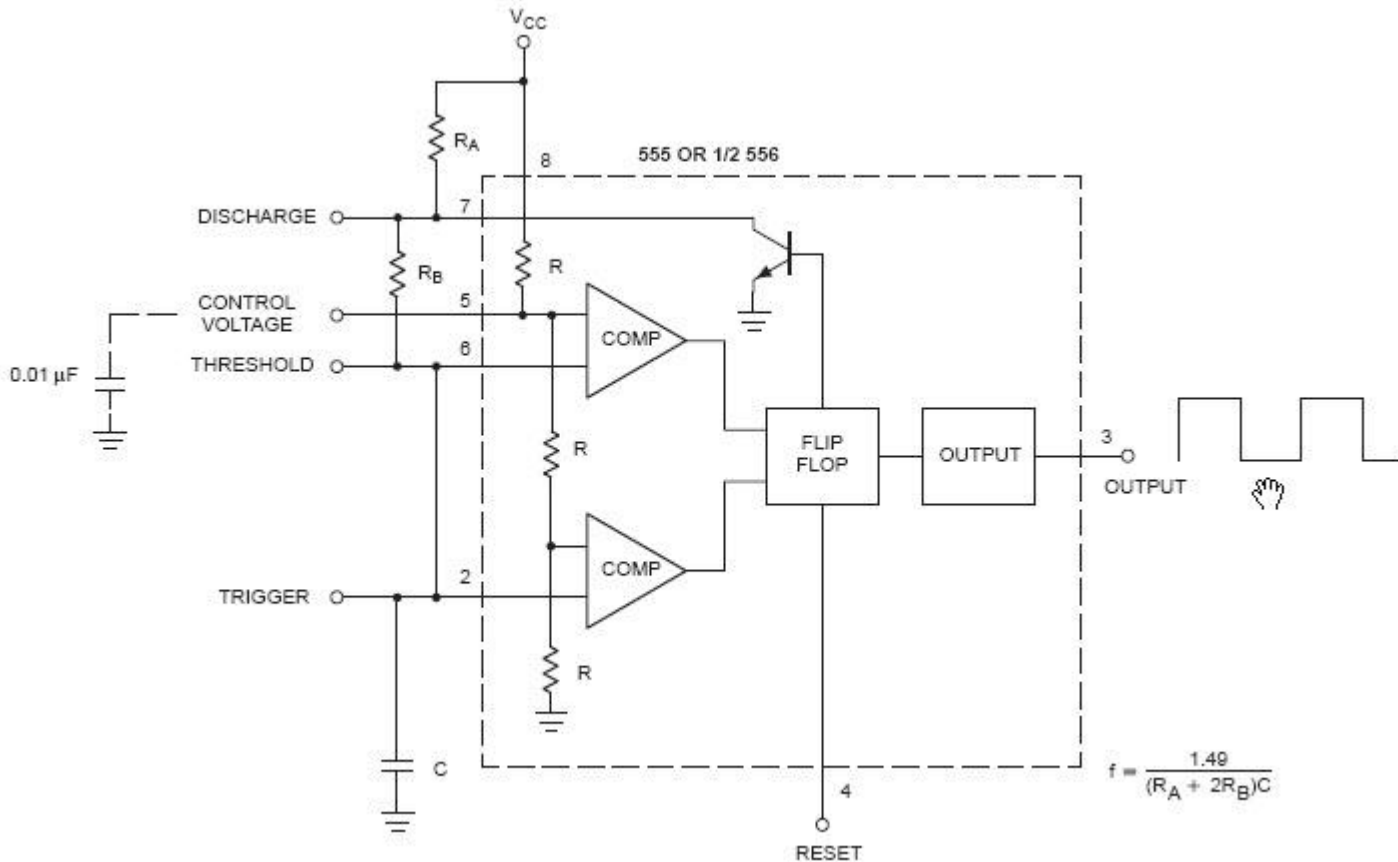 VCC
RA
8
555 OR 1/2 556
DISCHARGE
7
RB
R
CONTROL
VOLTAGE
5
COMP
THRESHOLD
6
0.01 µF
R
FLIP
FLOP
OUTPUT
3
OUTPUT
COMP
TRIGGER
2
R
C
f = 1.49
(RA + 2RB)C
4
RESET